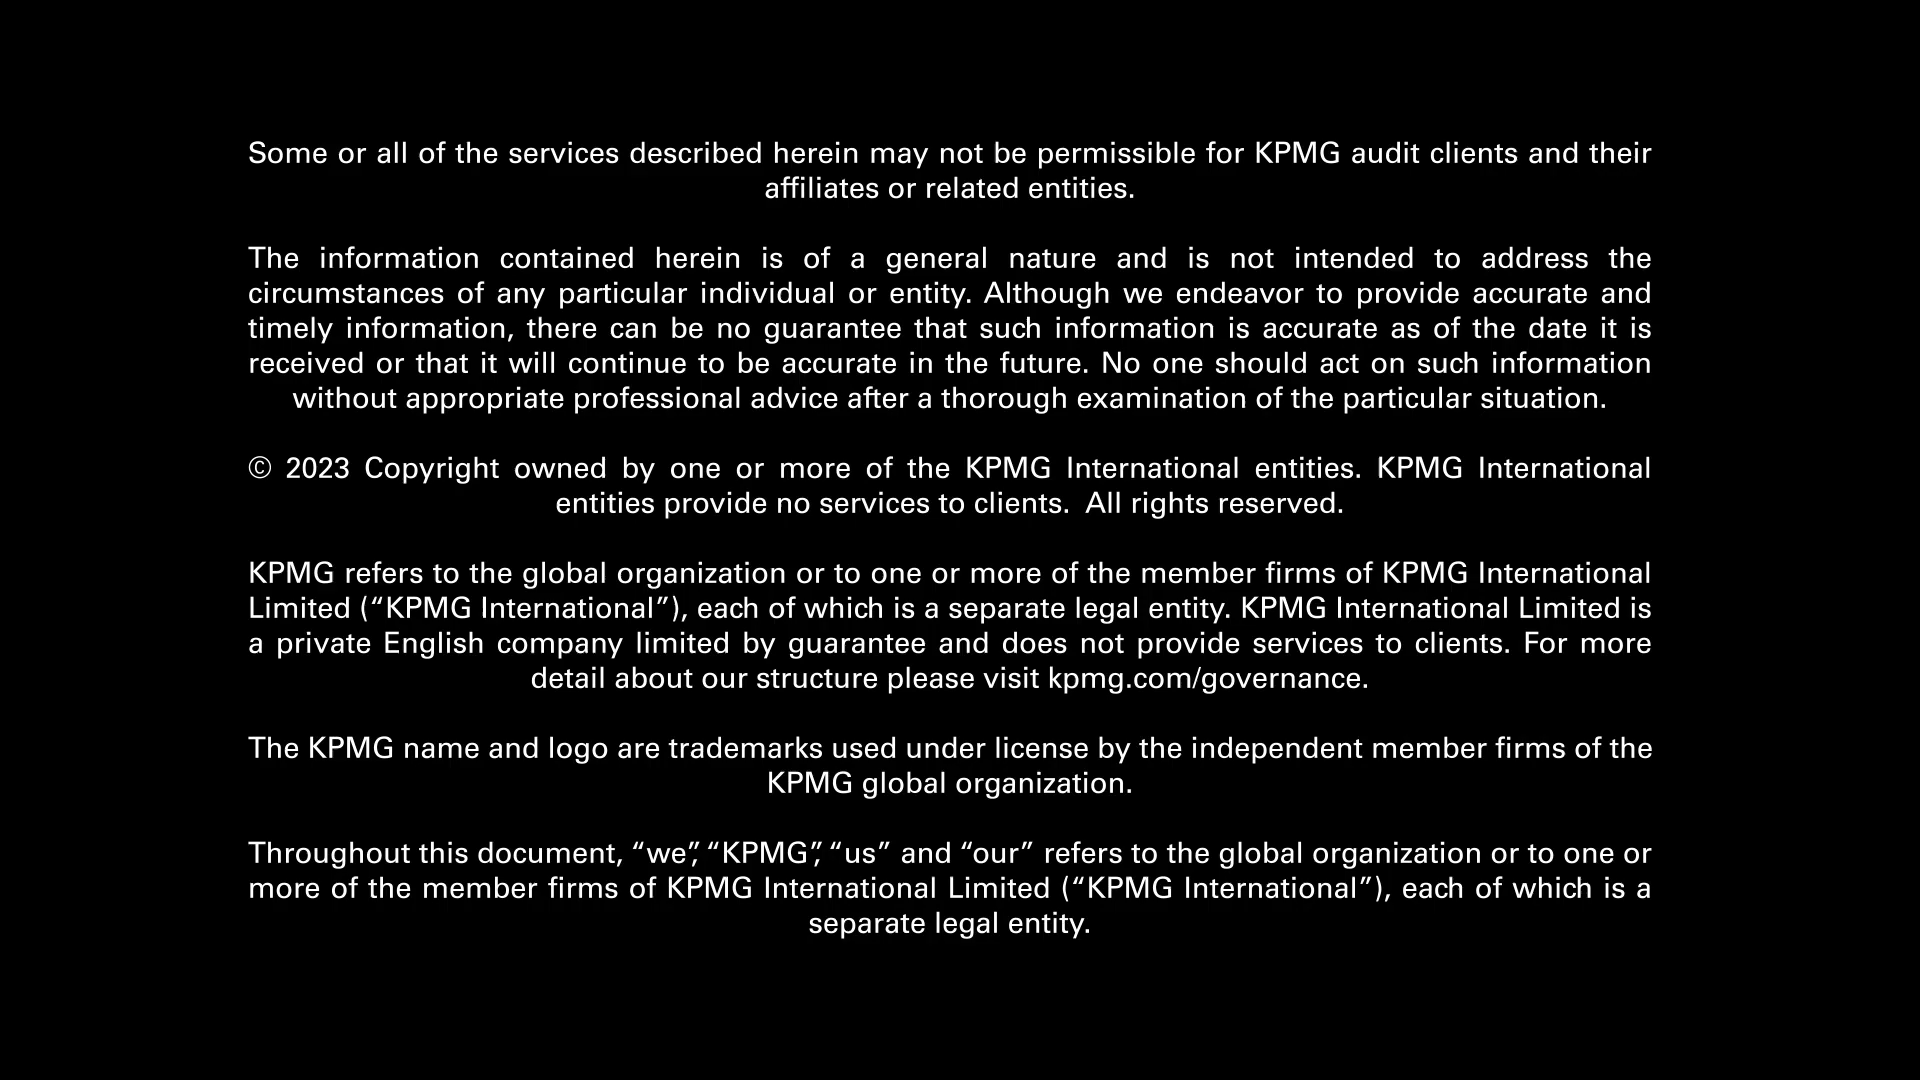 Some or all of the services described herein may not be permissible for KPMG audit clients and their
affiliates or related entities.
The information contained herein is of a general nature and is not intended to address the
circumstances of any particular individual or entity. Although we endeavor to provide accurate and
timely information, there can be no guarantee that such information is accurate as of the date it is
received or that it will continue to be accurate in the future. No one should act on such information
without appropriate professional advice after a thorough examination of the particular situation.
© 2023 Copyright owned by one or more of the KPMG International entities. KPMG International
entities provide no services to clients.  All rights reserved.
KPMG refers to the global organization or to one or more of the member firms of KPMG International
Limited (“KPMG International”), each of which is a separate legal entity. KPMG International Limited is
a private English company limited by guarantee and does not provide services to clients. For more
detail about our structure please visit kpmg.com/governance.
The KPMG name and logo are trademarks used under license by the independent member firms of the
KPMG global organization.
Throughout this document, “we”, “KPMG”, “us” and “our” refers to the global organization or to one or
more of the member firms of KPMG International Limited (“KPMG International”), each of which is a
separate legal entity.